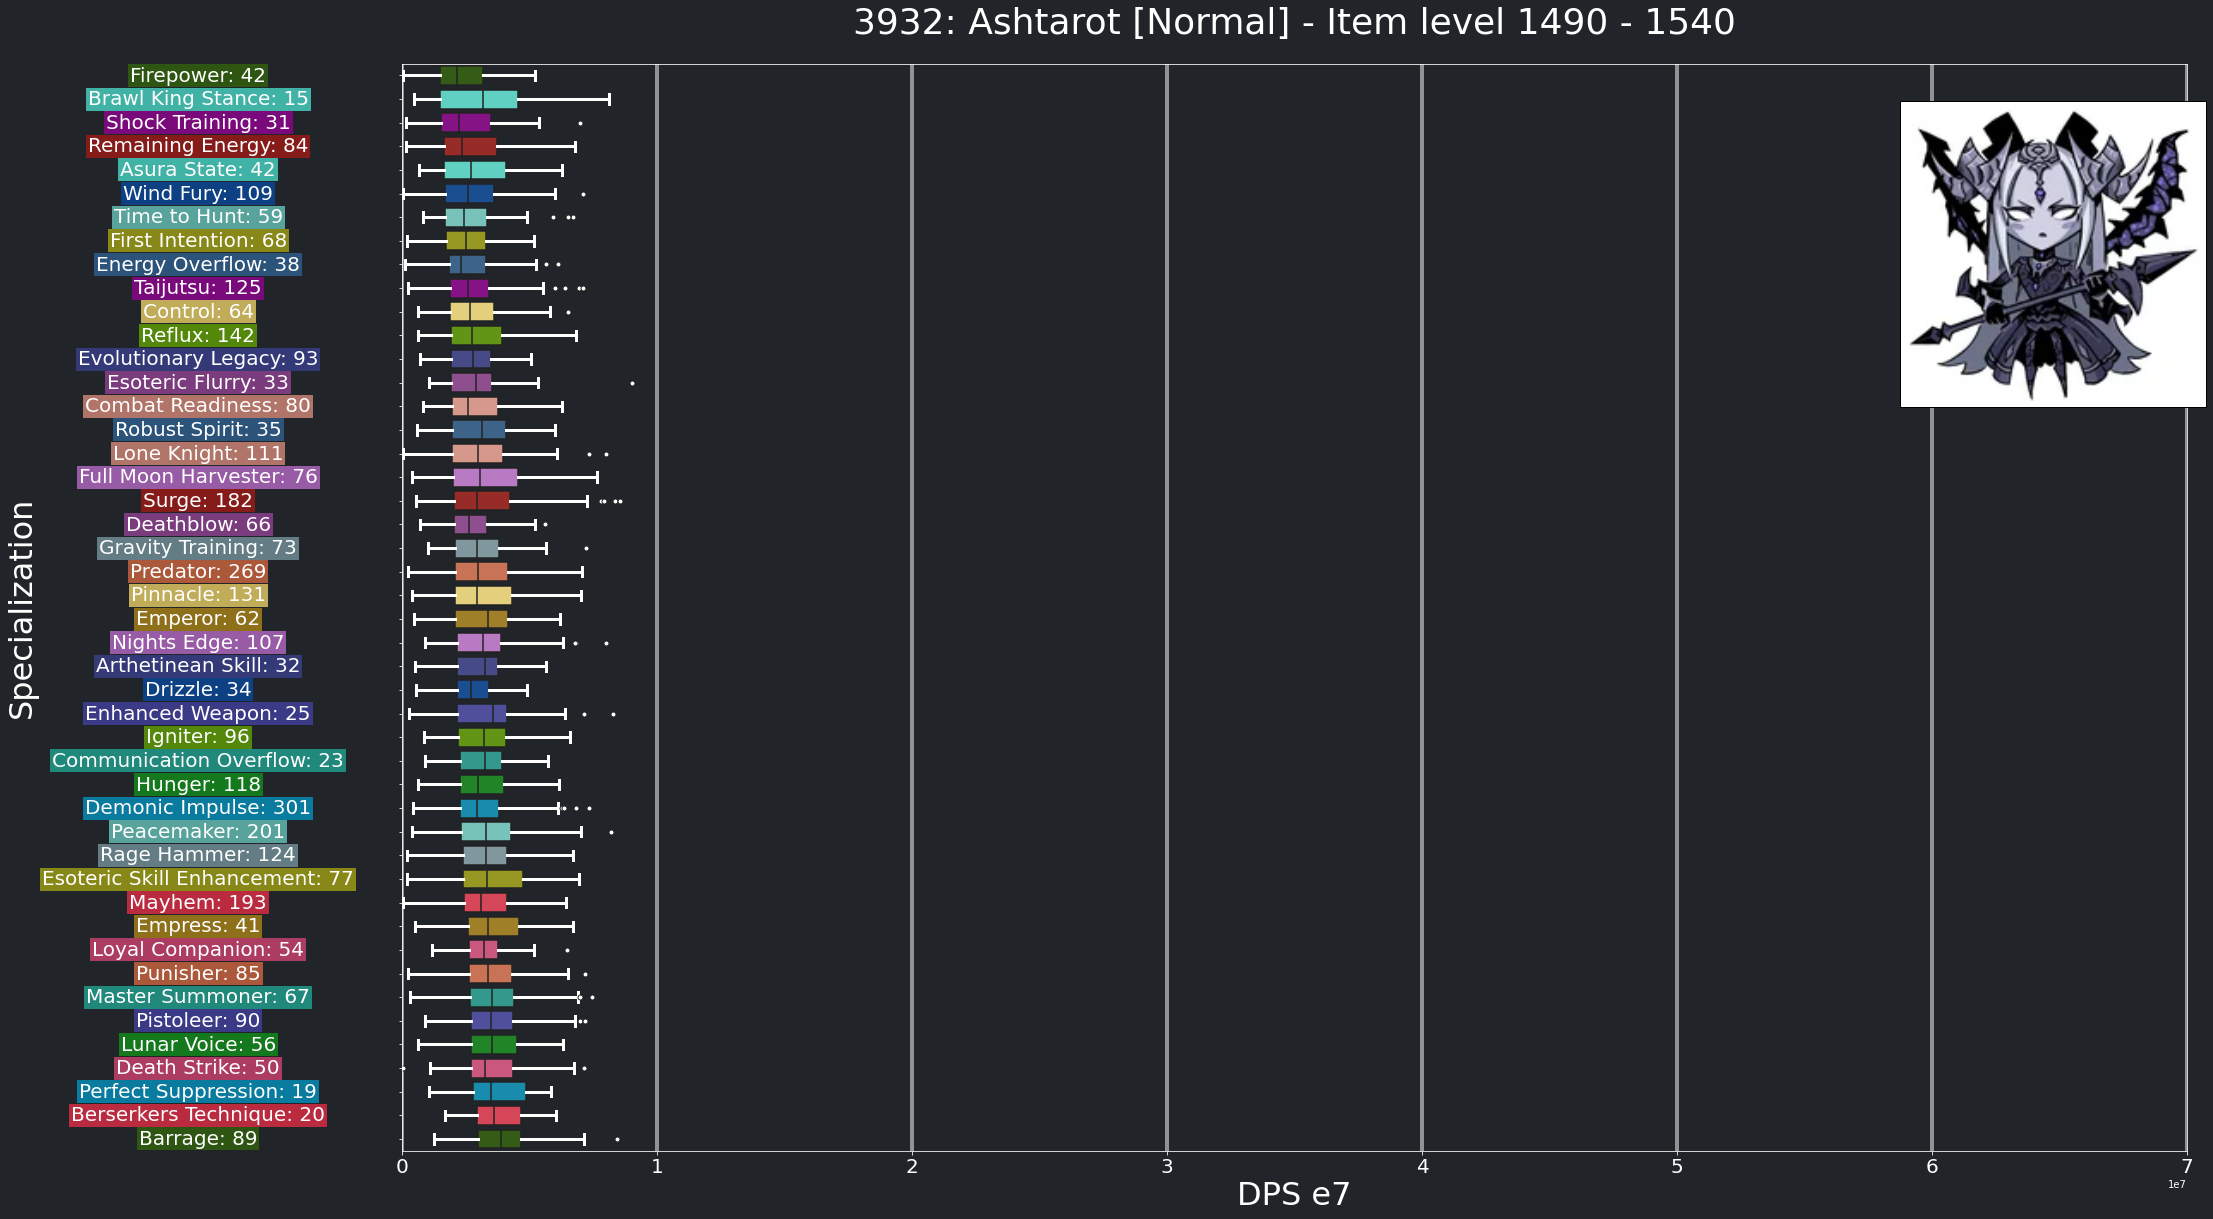 3932: Ashtarot [Normal] - Item level 1490 - 1540
Specialization
Firepower: 42
Brawl King Stance: 15
Shock Training: 31
Remaining Energy: 84
Asura State: 42
Wind Fury: 109
Time to Hunt: 59
First Intention: 68
Energy Overflow: 38
Taijutsu: 125
Control: 64
Reflux: 142
Evolutionary Legacy: 93
Esoteric Flurry: 33
Combat Readiness: 80
Robust Spirit: 35
Lone Knight: 111
Full Moon Harvester: 76
Surge: 182
Deathblow: 66
Gravity Training: 73
Predator: 269
Pinnacle: 131
Emperor: 62
Nights Edge: 107
Arthetinean Skill: 32
Drizzle: 34
Enhanced Weapon: 25
Igniter: 96
Communication Overflow: 23
Hunger: 118
Demonic Impulse: 301
Peacemaker: 201
Rage Hammer: 124
Esoteric Skill Enhancement: 77
Mayhem: 193
Empress: 41
Loyal Companion: 54
Punisher: 85
Master Summoner: 67
Pistoleer: 90
Lunar Voice: 56
Death Strike: 50
Perfect Suppression: 19
Berserkers Technique: 20
Barrage: 89
0 1 2 3 4 5 6 7
1e7
DPS e7